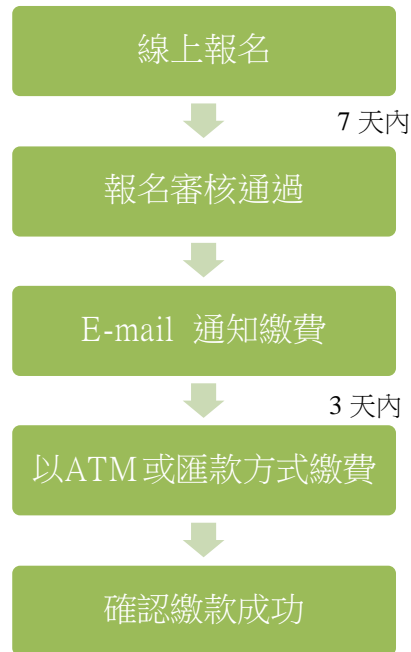 線上報名
7 天內
報名審核通過
E-mail 通知繳費
3 天內
以ATM或匯款方式繳費
確認繳款成功